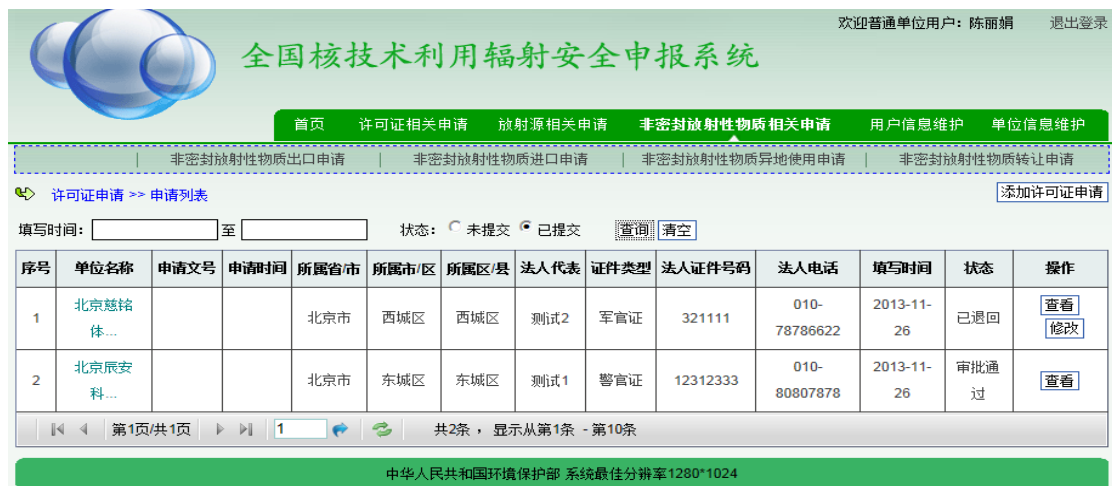 欢迎普通单位用户：陈丽娟 退出登录
全国核技术利用辐射安全申报系统
首页 许可证相关申请 放射源相关申请 非密封放射性物质相关申请 用户信息维护 单位信息维护
| 非密封放射性物质出口申请 | 非密封放射性物质进口申请 | 非密封放射性物质异地使用申请 | 非密封放射性物质转让申请
许可证申请 >> 申请列表 添加许可证申请
填写时间： 至 状态： 未提交 已提交 查询 清空
序号 单位名称 申请文号 申请时间 所属省/市 所属市/区 所属区/县 法人代表 证件类型 法人证件号码 法人电话 填写时间 状态 操作
1 北京慈铭体... 北京市 西城区 西城区 测试2 军官证 321111 010-78786622 2013-11-26 已退回 查看 修改
2 北京辰安科... 北京市 东城区 东城区 测试1 警官证 12312333 010-80807878 2013-11-26 审批通过 查看
第1页/共1页 1 共2条 ，显示从第1条 - 第10条
中华人民共和国环境保护部 系统最佳分辨率1280*1024